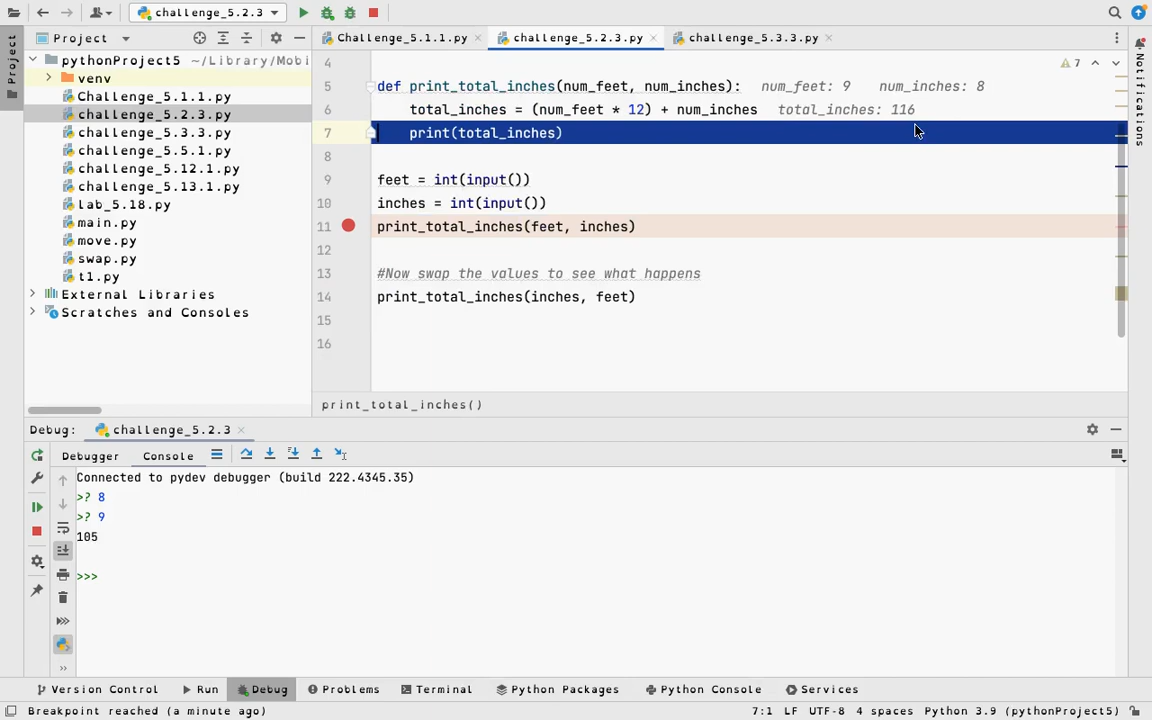 challenge_5.2.3
Project
Challenge_5.1.1.py
challenge_5.2.3.py
challenge_5.3.3.py
Project
pythonProject5 ~/Library/Mobi
venv
Challenge_5.1.1.py
challenge_5.2.3.py
challenge_5.3.3.py
challenge_5.5.1.py
challenge_5.12.1.py
challenge_5.13.1.py
lab_5.18.py
main.py
move.py
swap.py
t1.py
External Libraries
Scratches and Consoles
4
7
5 def print_total_inches(num_feet, num_inches): num_feet: 9 num_inches: 8
6 total_inches = (num_feet * 12) + num_inches total_inches: 116
7 print(total_inches)
8
9 feet = int(input())
10 inches = int(input())
11 print_total_inches(feet, inches)
12
13 #Now swap the values to see what happens
14 print_total_inches(inches, feet)
15
16
print_total_inches()
Notifications
Debug: challenge_5.2.3
Debugger Console
Connected to pydev debugger (build 222.4345.35)
>? 8
>? 9
105
>>>
Version Control Run Debug Problems Terminal Python Packages Python Console Services
Breakpoint reached (a minute ago) 7:1 LF UTF-8 4 spaces Python 3.9 (pythonProject5)